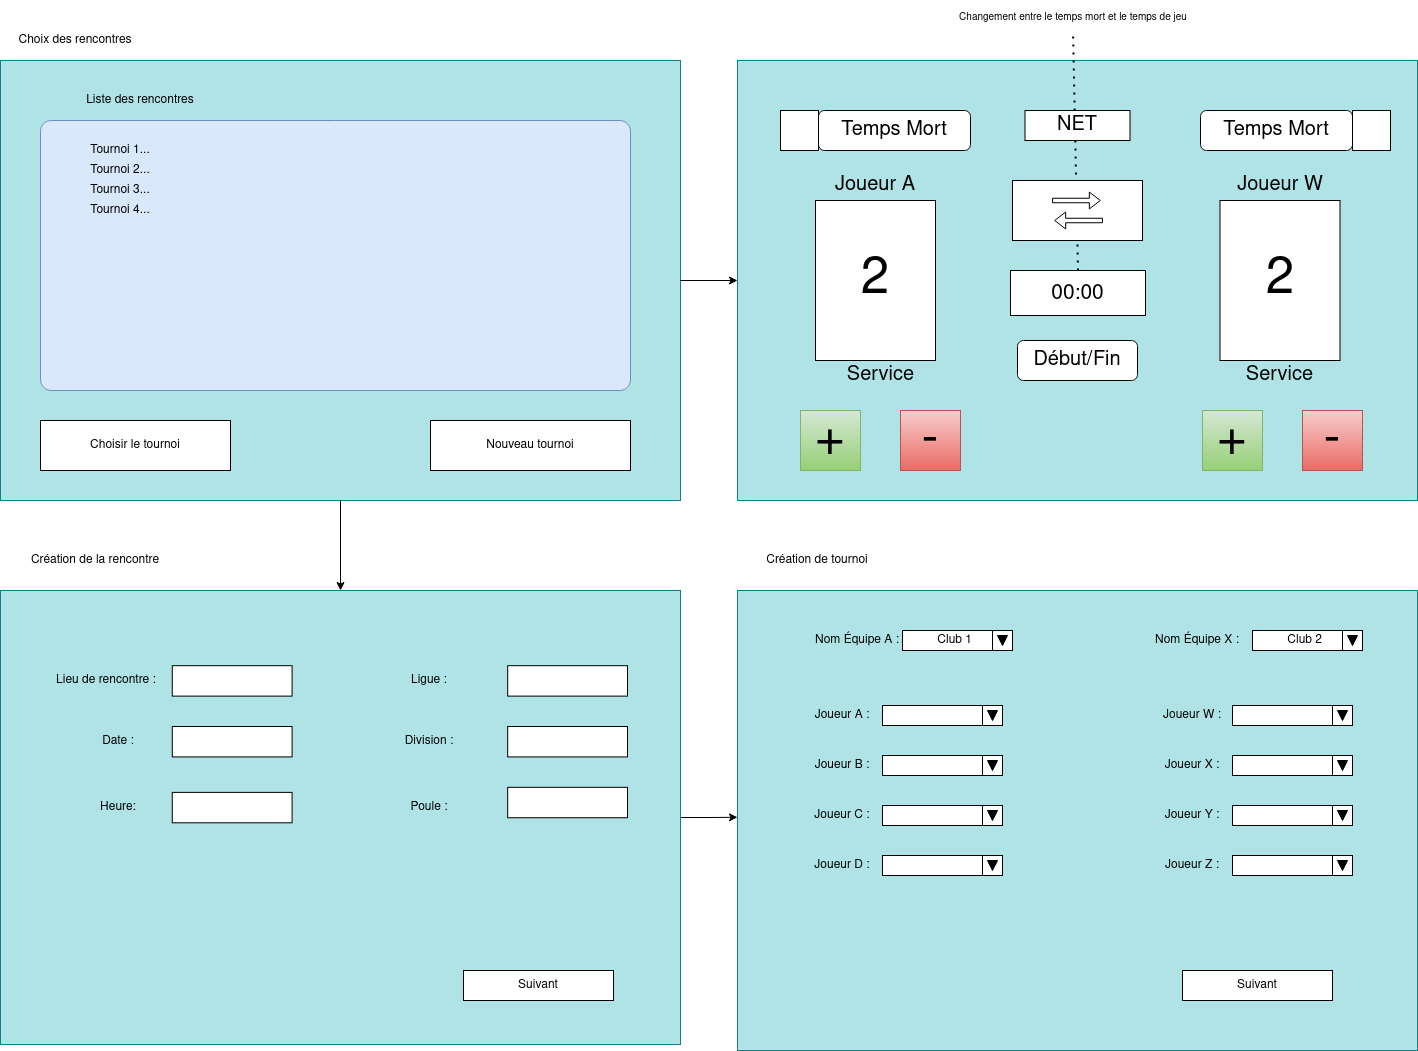 Changement entre le temps mort et le temps de jeu
Choix des rencontres
Liste des rencontres
Tournoi 1...
Tournoi 2...
Tournoi 3...
Tournoi 4...
Choisir le tournoi
Nouveau tournoi
Temps Mort
NET
Temps Mort
Joueur A
Joueur W
2
2
00:00
Début/Fin
Service
Service
+
-
+
-
Création de la rencontre
Lieu de rencontre :
Ligue :
Date :
Division :
Heure:
Poule :
Suivant
Création de tournoi
Nom Équipe A :
Club 1
Nom Équipe X :
Club 2
Joueur A :
Joueur W :
Joueur B :
Joueur X :
Joueur C :
Joueur Y :
Joueur D :
Joueur Z :
Suivant